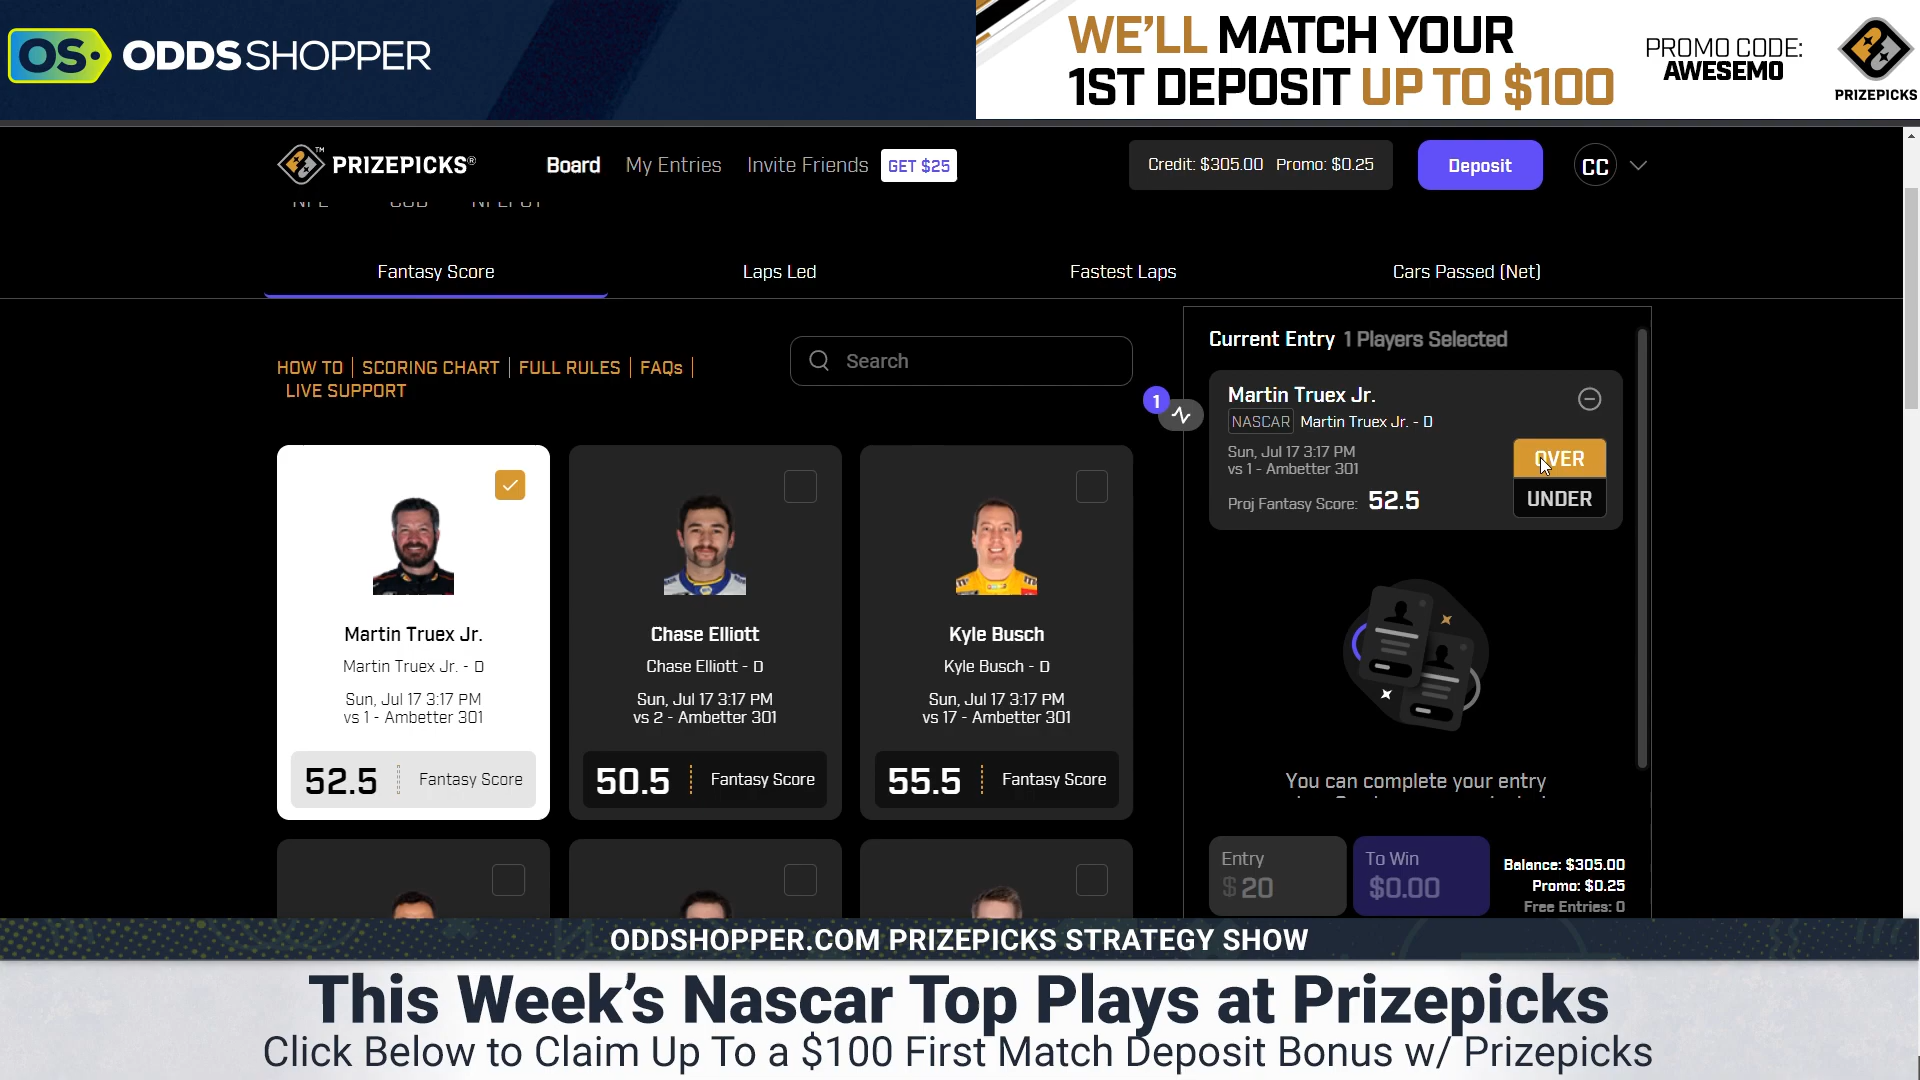 OS
ODDSSHOPPER
WE'LL MATCH YOUR
1ST DEPOSIT UP TO $100
PROMO CODE:
AWESEMO
PRIZEPICKS
PRIZEPICKS®
Board
My Entries
Invite Friends
GET $25
Credit: $305.00 Promo: $0.25
Deposit
CC
Fantasy Score
Laps Led
Fastest Laps
Cars Passed (Net)
HOW TO | SCORING CHART | FULL RULES | FAQs |
LIVE SUPPORT
Search
Current Entry 1 Players Selected
1
Martin Truex Jr.
NASCAR Martin Truex Jr. - D
Sun, Jul 17 3:17 PM
vs 1 - Ambetter 301
Proj Fantasy Score: 52.5
OVER
UNDER
Martin Truex Jr.
Martin Truex Jr. - D
Sun, Jul 17 3:17 PM
vs 1 - Ambetter 301
52.5 Fantasy Score
Chase Elliott
Chase Elliott - D
Sun, Jul 17 3:17 PM
vs 2 - Ambetter 301
50.5 Fantasy Score
Kyle Busch
Kyle Busch - D
Sun, Jul 17 3:17 PM
vs 17 - Ambetter 301
55.5 Fantasy Score
You can complete your entry
Entry
$ 20
To Win
$0.00
Balance: $305.00
Promo: $0.25
Free Entries: 0
ODDSHOPPER.COM PRIZEPICKS STRATEGY SHOW
This Week's Nascar Top Plays at Prizepicks
Click Below to Claim Up To a $100 First Match Deposit Bonus w/ Prizepicks